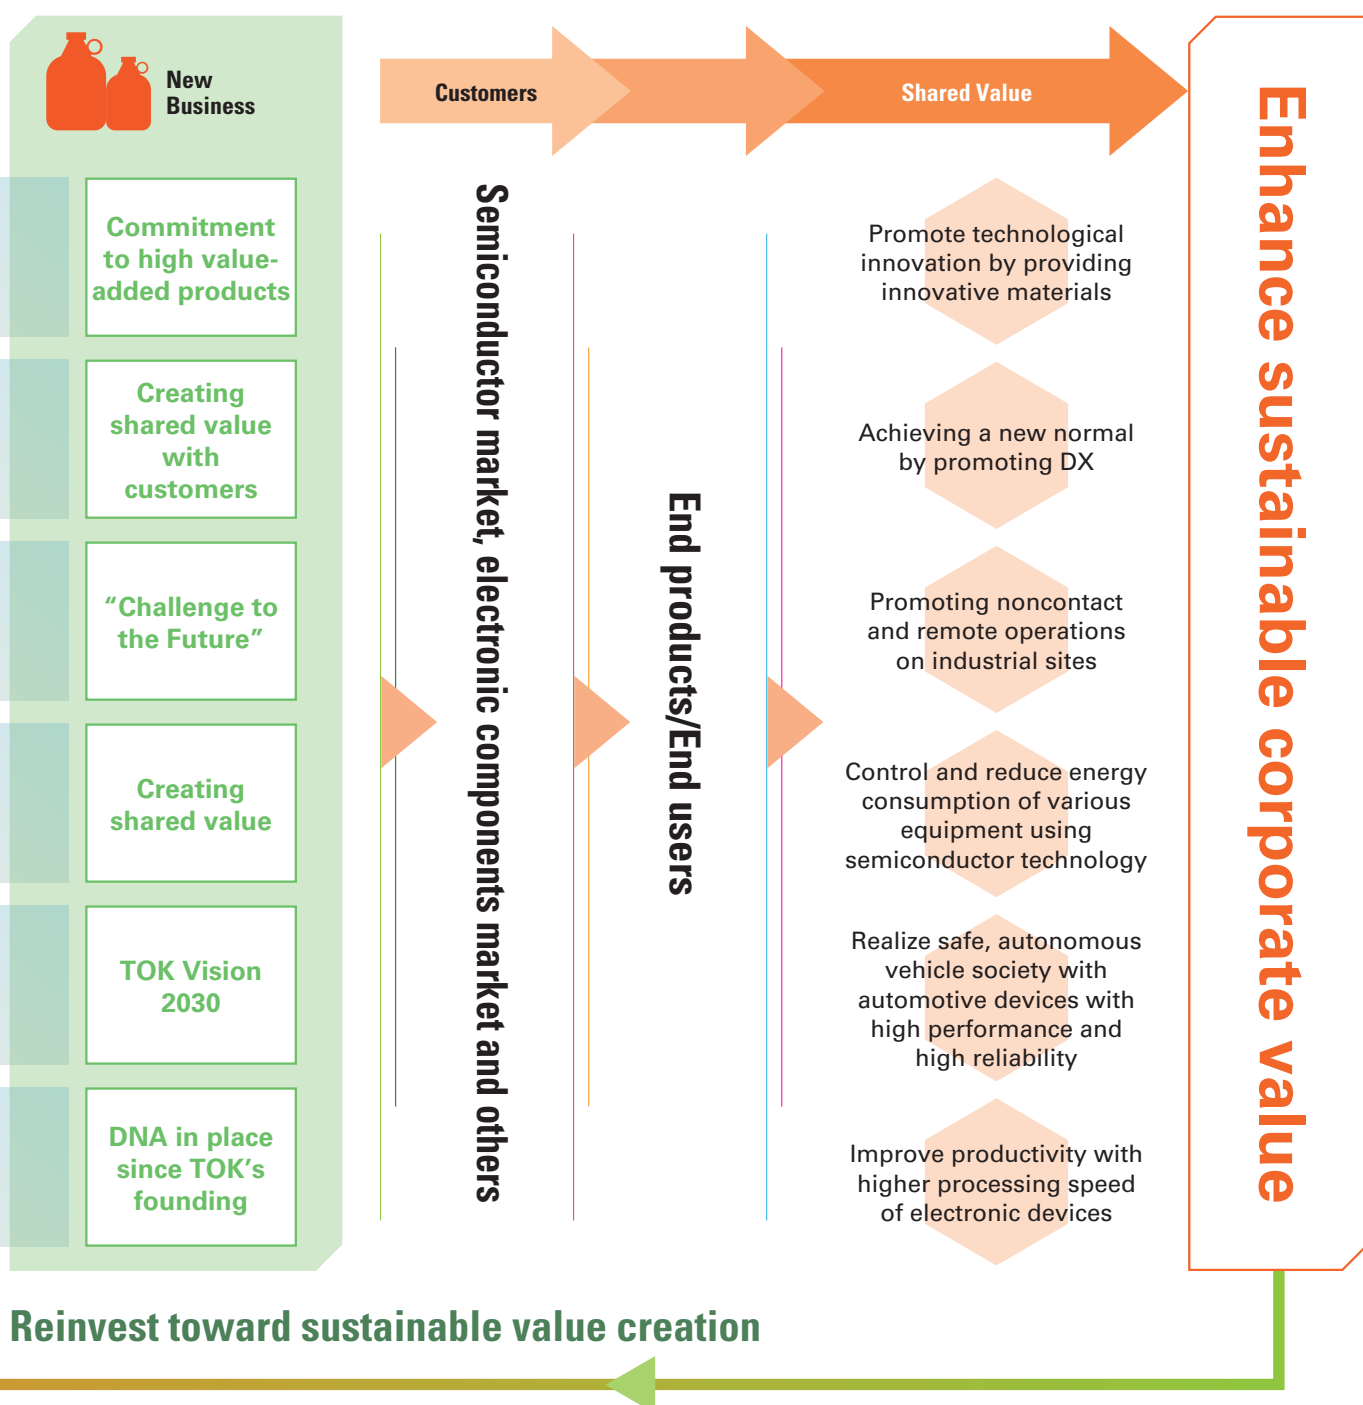 New
Business
Customers
Shared Value
Commitment
to high value-
added products
Creating
shared value
with
customers
“Challenge to
the Future”
Creating
shared value
TOK Vision
2030
DNA in place
since TOK’s
founding
Semiconductor market, electronic components market and others
End products/End users
Promote technological
innovation by providing
innovative materials
Achieving a new normal
by promoting DX
Promoting noncontact
and remote operations
on industrial sites
Control and reduce energy
consumption of various
equipment using
semiconductor technology
Realize safe, autonomous
vehicle society with
automotive devices with
high performance and
high reliability
Improve productivity with
higher processing speed
of electronic devices
Enhance sustainable corporate value
Reinvest toward sustainable value creation